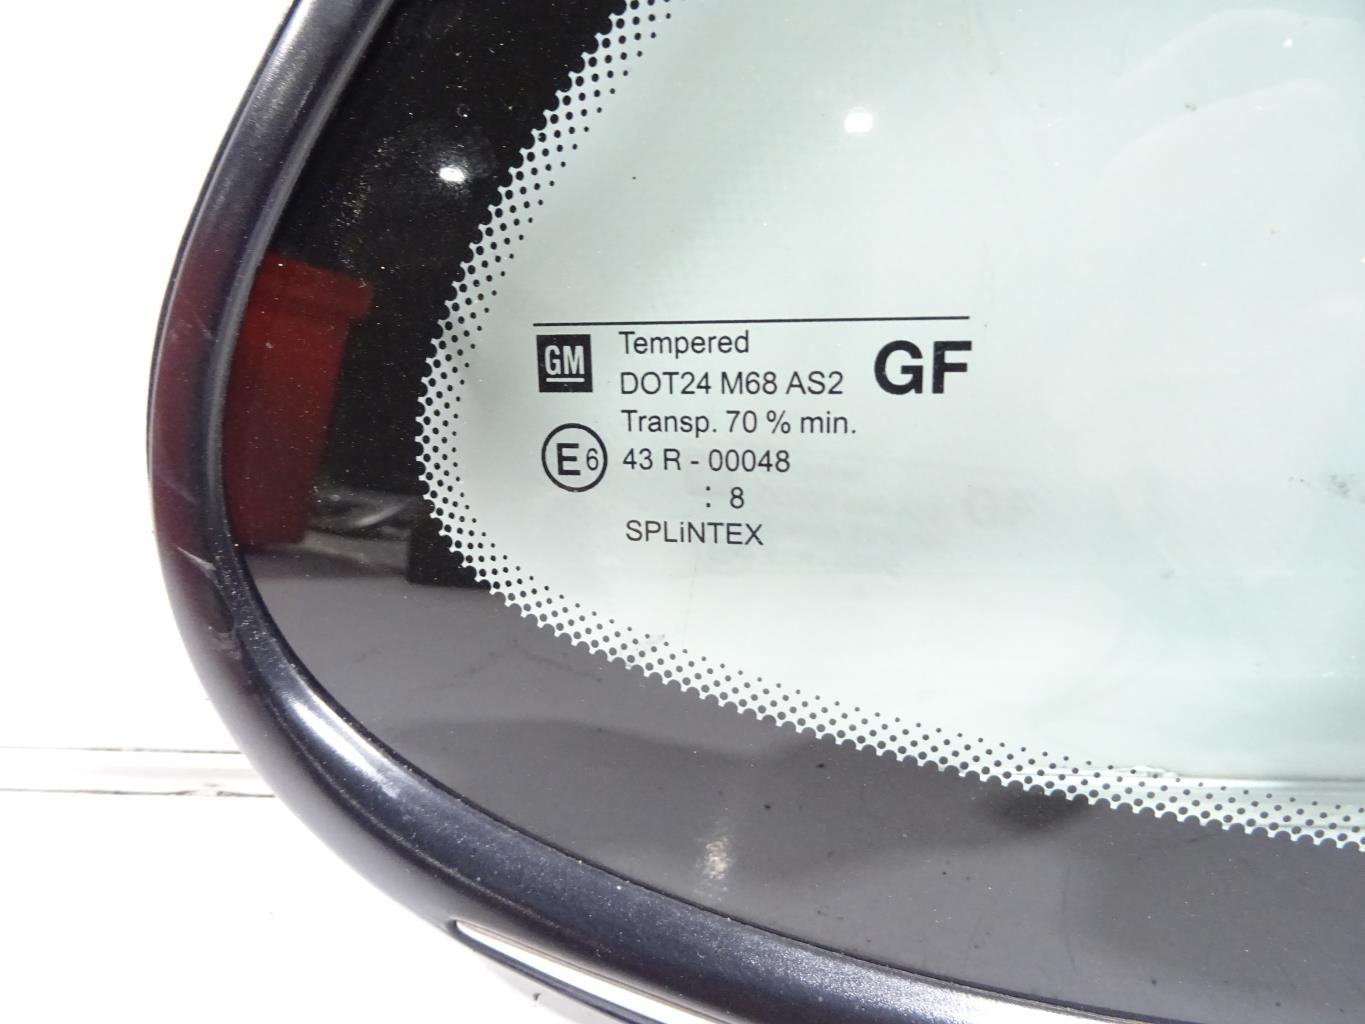 GM Tempered GF
DOT24 M68 AS2
Transp. 70 % min.
E6 43 R - 00048
: 8
SPLiNTEX